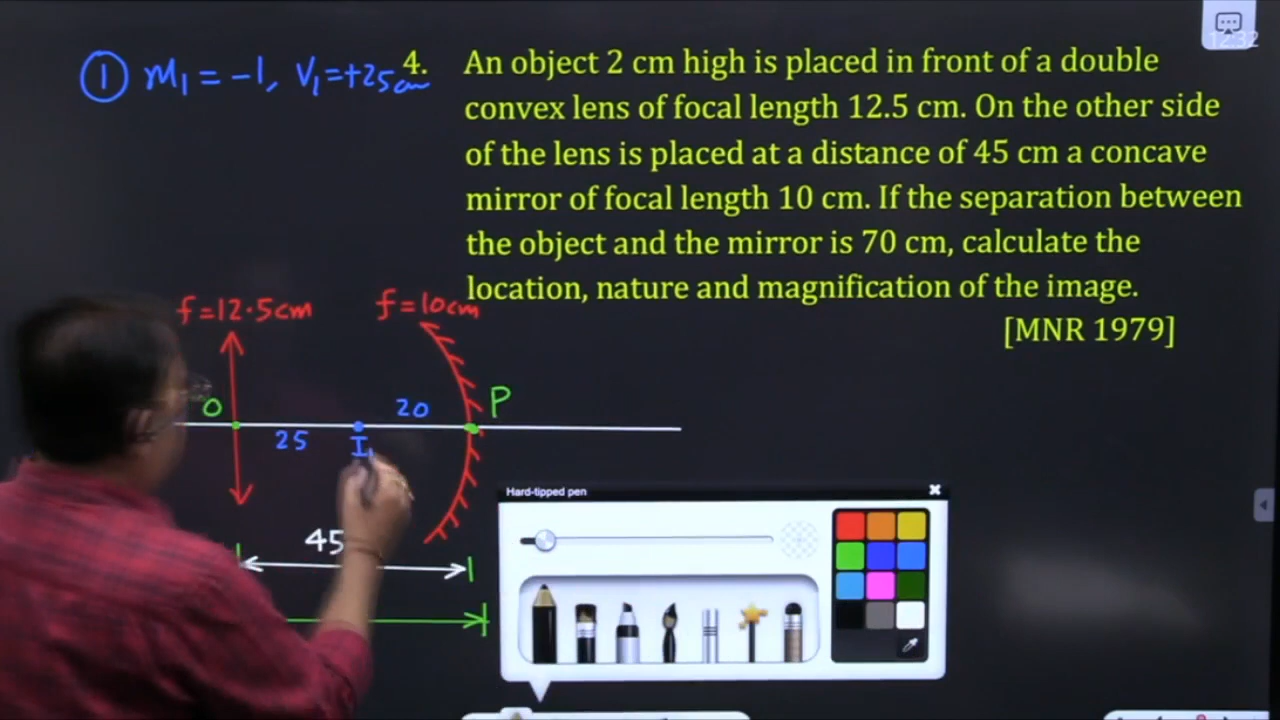 12:32
① m₁ = -1, V₁ = +25cm
4. An object 2 cm high is placed in front of a double
convex lens of focal length 12.5 cm. On the other side
of the lens is placed at a distance of 45 cm a concave
mirror of focal length 10 cm. If the separation between
the object and the mirror is 70 cm, calculate the
location, nature and magnification of the image.
[MNR 1979]
f=12.5cm
f=10cm
O
20
P
25
I₁
45
Hard-tipped pen